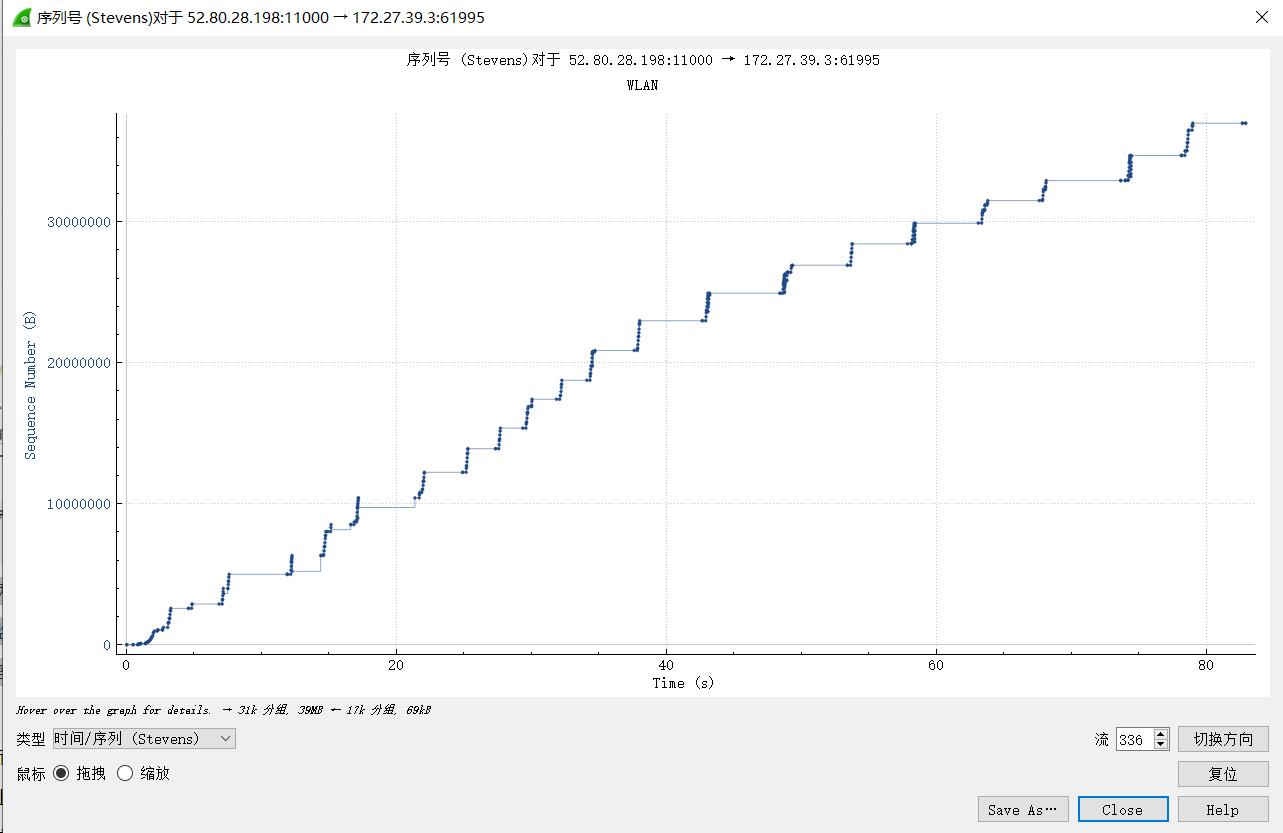 序列号 (Stevens)对于 52.80.28.198:11000 → 172.27.39.3:61995
序列号 (Stevens)对于 52.80.28.198:11000 → 172.27.39.3:61995
WLAN
Sequence Number (B)
30000000
20000000
10000000
0
0 20 40 60 80
Time (s)
Hover over the graph for details. → 31k 分组, 39MB ← 17k 分组, 69kB
类型 时间/序列 (Stevens) 流 336 切换方向
鼠标 拖拽 缩放 复位
Save As… Close Help